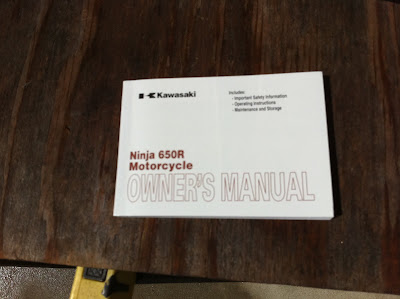 Kawasaki
Includes:
- Important Safety Information
- Operating Instructions
- Maintenance and Storage
Ninja 650R
Motorcycle
OWNER'S MANUAL